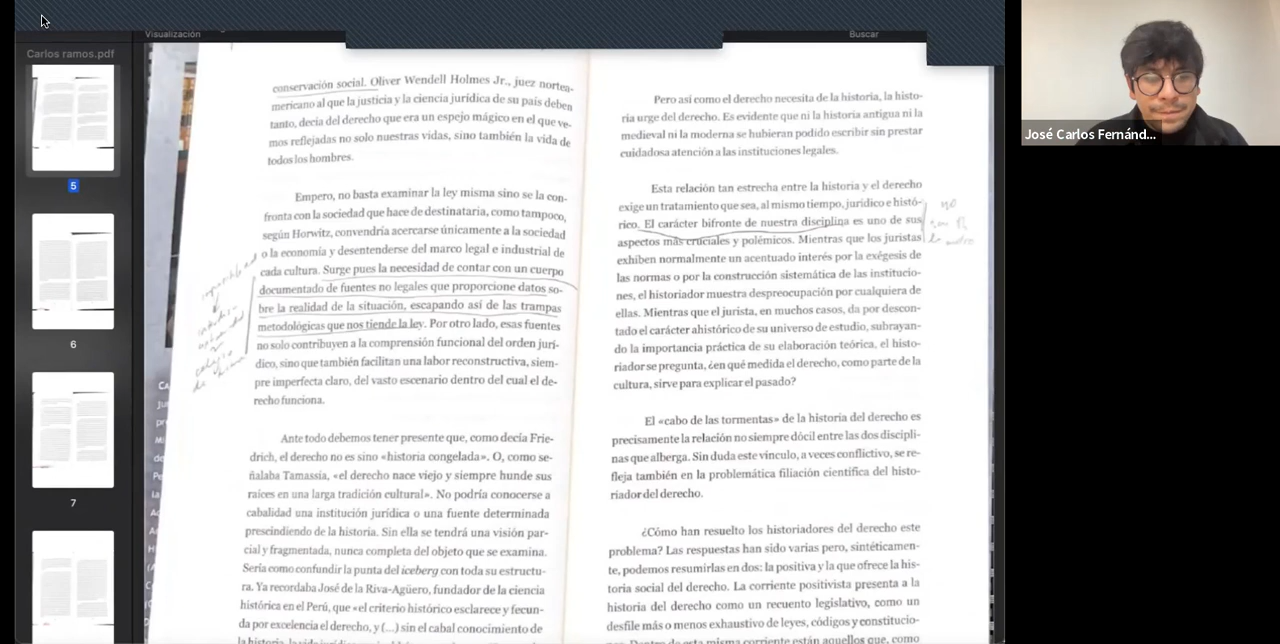 Visualización
Buscar
Carlos ramos.pdf
5
6
7
conservación social. Oliver Wendell Holmes Jr., juez nortea-
mericano al que la justicia y la ciencia jurídica de su país deben
tanto, decía del derecho que era un espejo mágico en el que ve-
mos reflejadas no solo nuestras vidas, sino también la vida de
todos los hombres.
Empero, no basta examinar la ley misma sino se la con-
fronta con la sociedad que hace de destinataria, como tampoco,
según Horwitz, convendría acercarse únicamente a la sociedad
o la economía y desentenderse del marco legal e industrial de
cada cultura. Surge pues la necesidad de contar con un cuerpo
documentado de fuentes no legales que proporcione datos so-
bre la realidad de la situación, escapando así de las trampas
metodológicas que nos tiende la ley. Por otro lado, esas fuentes
no solo contribuyen a la comprensión funcional del orden jurí-
dico, sino que también facilitan una labor reconstructiva, siem-
pre imperfecta claro, del vasto escenario dentro del cual el de-
recho funciona.
Ante todo debemos tener presente que, como decía Frie-
drich, el derecho no es sino «historia congelada». O, como se-
ñalaba Tamassia, «el derecho nace viejo y siempre hunde sus
raíces en una larga tradición cultural». No podría conocerse a
cabalidad una institución jurídica o una fuente determinada
prescindiendo de la historia. Sin ella se tendrá una visión par-
cial y fragmentada, nunca completa del objeto que se examina.
Sería como confundir la punta del iceberg con toda su estructu-
ra. Ya recordaba José de la Riva-Agüero, fundador de la ciencia
histórica en el Perú, que «el criterio histórico esclarece y fecun-
da por excelencia el derecho, y (...) sin el cabal conocimiento de
la historia,
Pero así como el derecho necesita de la historia, la histo-
ria urge del derecho. Es evidente que ni la historia antigua ni la
medieval ni la moderna se hubieran podido escribir sin prestar
cuidadosa atención a las instituciones legales.
Esta relación tan estrecha entre la historia y el derecho
exige un tratamiento que sea, al mismo tiempo, jurídico e histó-
rico. El carácter bifronte de nuestra disciplina es uno de sus
aspectos más cruciales y polémicos. Mientras que los juristas
exhiben normalmente un acentuado interés por la exégesis de
las normas o por la construcción sistemática de las institucio-
nes, el historiador muestra despreocupación por cualquiera de
ellas. Mientras que el jurista, en muchos casos, da por descon-
tado el carácter ahistórico de su universo de estudio, subrayan-
do la importancia práctica de su elaboración teórica, el histo-
riador se pregunta, ¿en qué medida el derecho, como parte de la
cultura, sirve para explicar el pasado?
El «cabo de las tormentas» de la historia del derecho es
precisamente la relación no siempre dócil entre las dos discipli-
nas que alberga. Sin duda este vínculo, a veces conflictivo, se re-
fleja también en la problemática filiación científica del histo-
riador del derecho.
¿Cómo han resuelto los historiadores del derecho este
problema? Las respuestas han sido varias pero, sintéticamen-
te, podemos resumirlas en dos: la positiva y la que ofrece la his-
toria social del derecho. La corriente positivista presenta a la
historia del derecho como un recuento legislativo, como un
desfile más o menos exhaustivo de leyes, códigos y constitucio-
nes. Dentro de esta misma corriente están aquellos que, como
José Carlos Fernánd...